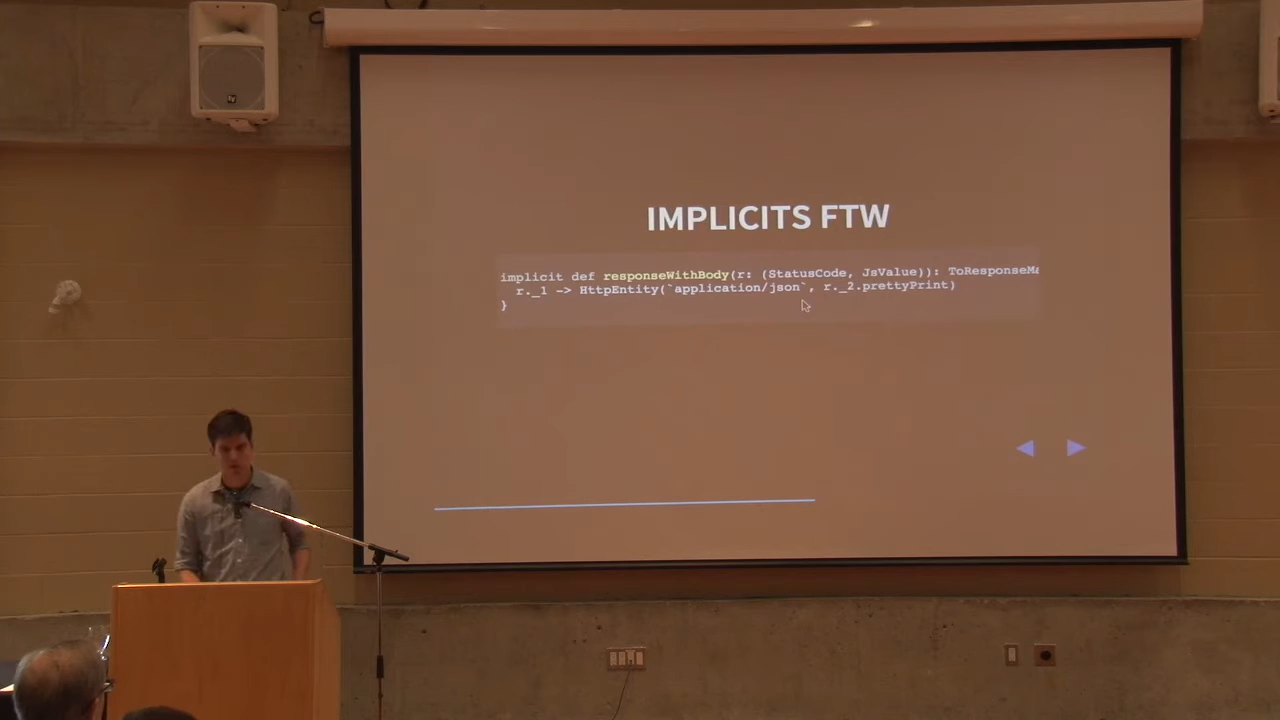 IMPLICITS FTW
implicit def responseWithBody(r: (StatusCode, JsValue)): ToResponseMa
r._1 -> HttpEntity(`application/json`, r._2.prettyPrint)
}